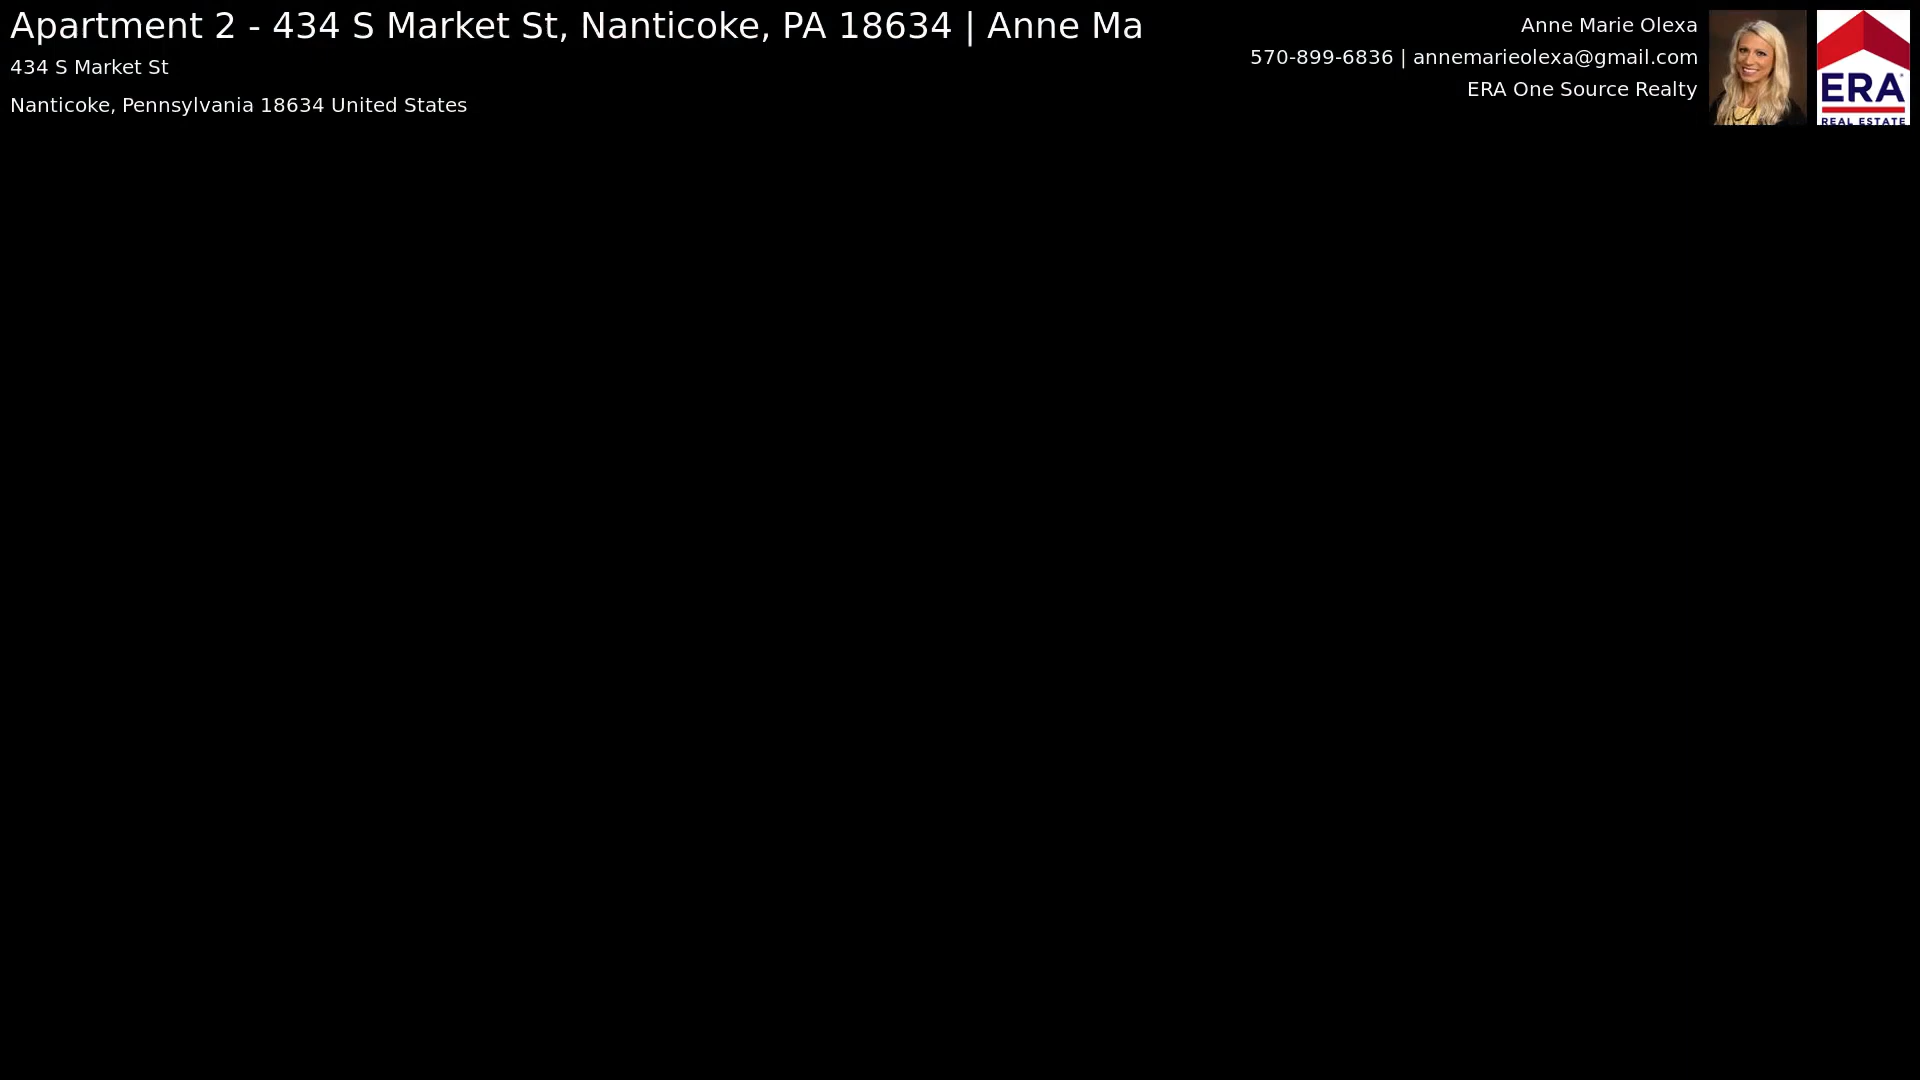 Apartment 2 - 434 S Market St, Nanticoke, PA 18634 | Anne Ma
434 S Market St
Nanticoke, Pennsylvania 18634 United States
Anne Marie Olexa
570-899-6836 | annemarieolexa@gmail.com
ERA One Source Realty
ERA
REAL ESTATE